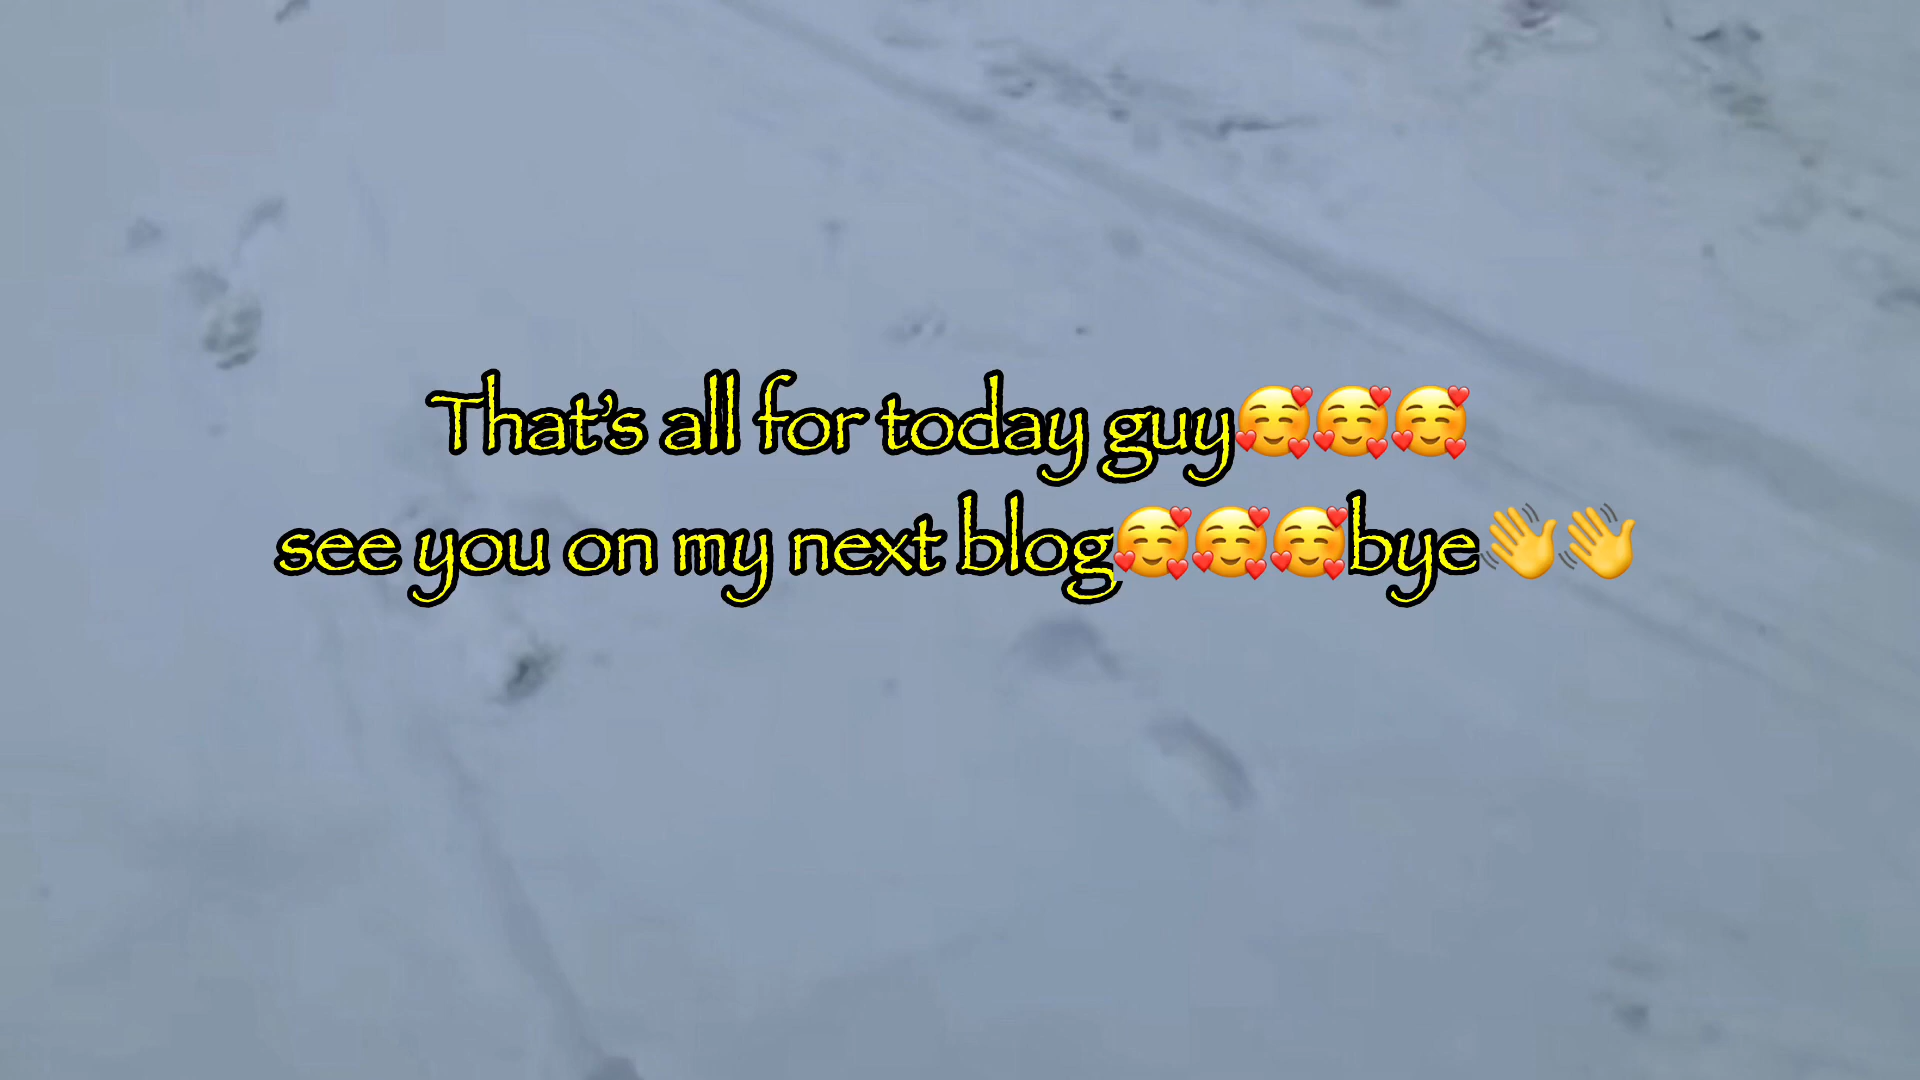 That's all for today guy🥰🥰🥰
see you on my next blog🥰🥰🥰bye👋👋